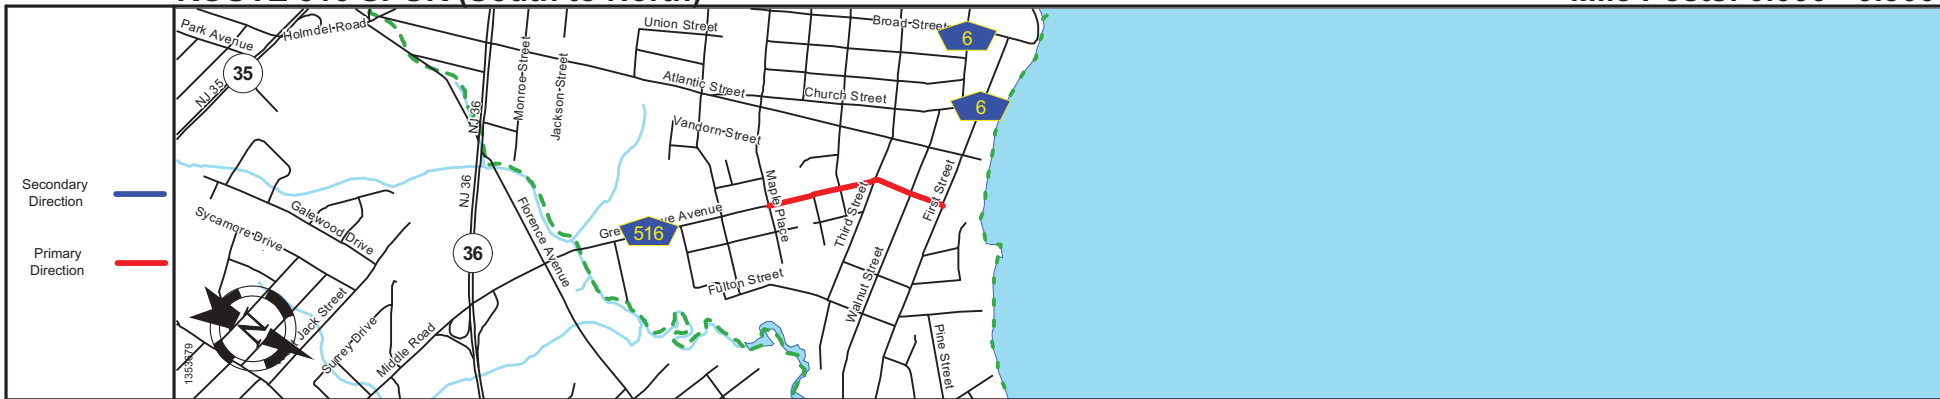 Park Avenue
Holmdel Road
Union Street
Broad Street
6
35
NJ 35
Monroe Street
Jackson Street
Atlantic Street
Church Street
6
NJ 36
Vandorn Street
Secondary
Direction
NJ 36
Maple Place
First Street
Third Street
Galewood Drive
Sycamore Drive
Florence Avenue
516
36
Primary
Direction
Fulton Street
Walnut Street
Jack Street
Surrey Drive
Middle Road
Pine Street
N